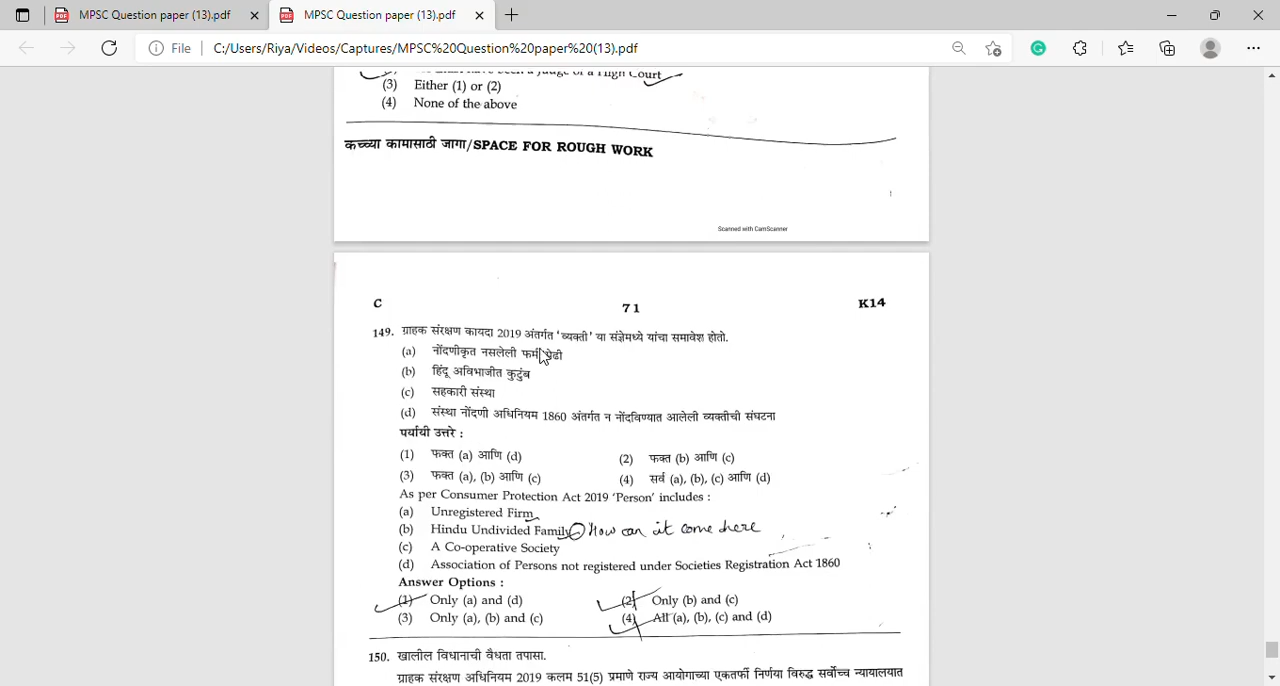 MPSC Question paper (13).pdf
MPSC Question paper (13).pdf
File C:/Users/Riya/Videos/Captures/MPSC%20Question%20paper%20(13).pdf
(3) Either (1) or (2)
(4) None of the above
कच्च्या कामासाठी जागा/SPACE FOR ROUGH WORK
Scanned with CamScanner
C 71 K14
149. ग्राहक संरक्षण कायदा 2019 अंतर्गत ‘व्यक्ती’ या संज्ञेमध्ये यांचा समावेश होतो.
(a) नोंदणीकृत नसलेली फर्म
(b) हिंदू अविभाजीत कुटुंब
(c) सहकारी संस्था
(d) संस्था नोंदणी अधिनियम 1860 अंतर्गत न नोंदविण्यात आलेली व्यक्तीची संघटना
पर्यायी उत्तरे :
(1) फक्त (a) आणि (d) (2) फक्त (b) आणि (c)
(3) फक्त (a), (b) आणि (c) (4) सर्व (a), (b), (c) आणि (d)
As per Consumer Protection Act 2019 ‘Person’ includes :
(a) Unregistered Firm
(b) Hindu Undivided Family How can it come here
(c) A Co-operative Society
(d) Association of Persons not registered under Societies Registration Act 1860
Answer Options :
(1) Only (a) and (d) (2) Only (b) and (c)
(3) Only (a), (b) and (c) (4) All (a), (b), (c) and (d)
150. खालील विधानाची वैधता तपासा.
ग्राहक संरक्षण अधिनियम 2019 कलम 51(5) प्रमाणे राज्य आयोगाच्या एकतर्फी निर्णया विरुद्ध सर्वोच्च न्यायालयात